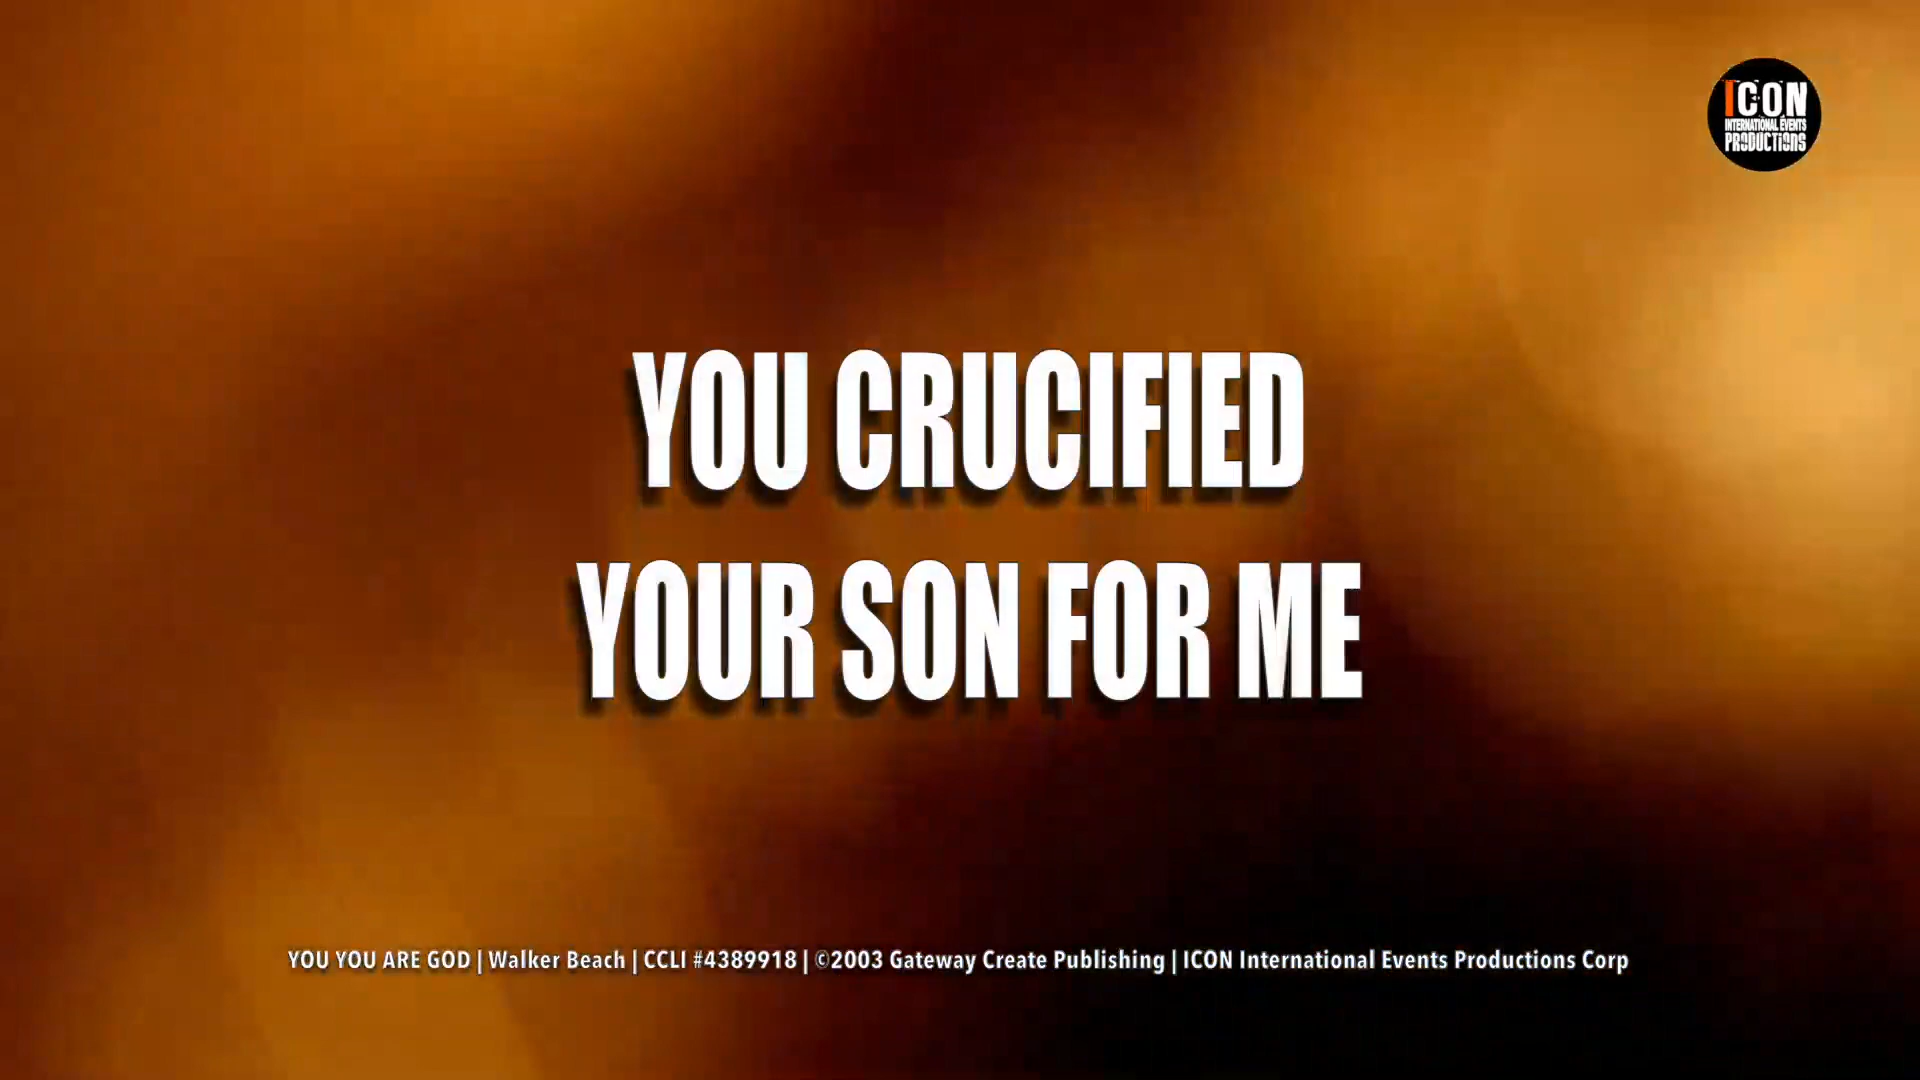 ICON
INTERNATIONAL EVENTS
PRODUCTIONS
YOU CRUCIFIED
YOUR SON FOR ME
YOU YOU ARE GOD | Walker Beach | CCLI #4389918 | ©2003 Gateway Create Publishing | ICON International Events Productions Corp